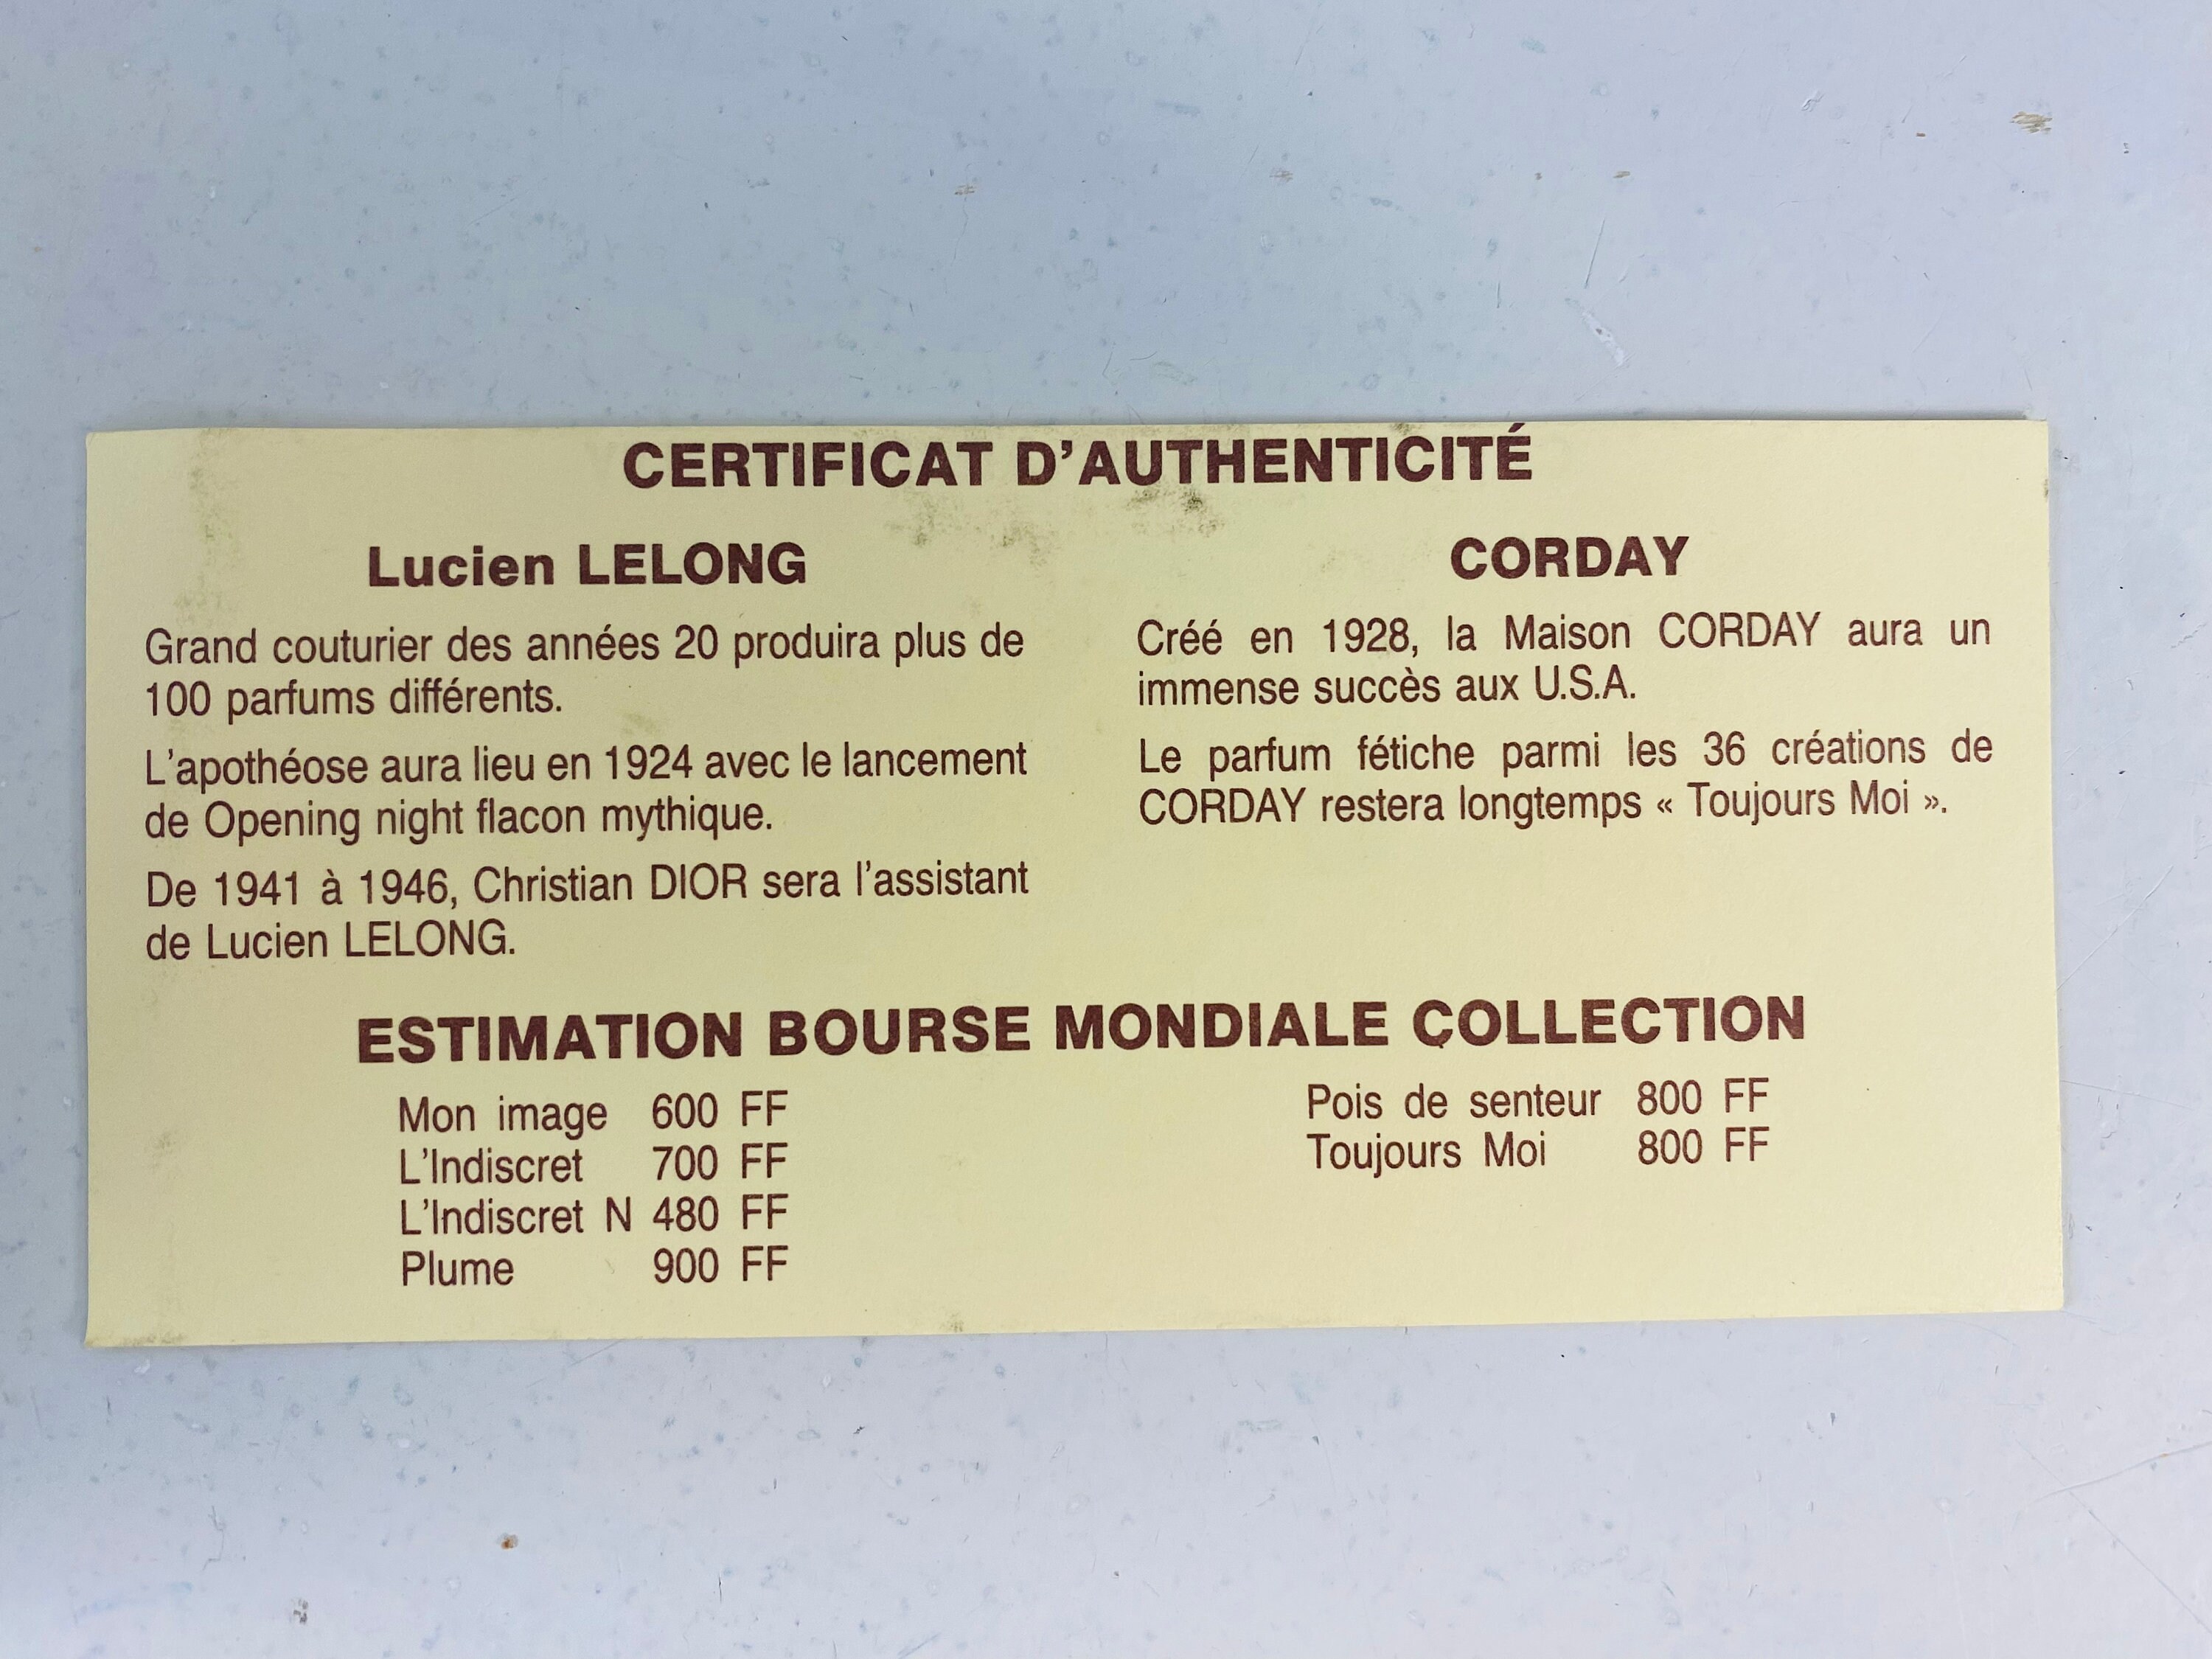 CERTIFICAT D'AUTHENTICITÉ
Lucien LELONG
Grand couturier des années 20 produira plus de
100 parfums différents.
L'apothéose aura lieu en 1924 avec le lancement
de Opening night flacon mythique.
De 1941 à 1946, Christian DIOR sera l'assistant
de Lucien LELONG.
CORDAY
Créé en 1928, la Maison CORDAY aura un
immense succès aux U.S.A.
Le parfum fétiche parmi les 36 créations de
CORDAY restera longtemps « Toujours Moi ».
ESTIMATION BOURSE MONDIALE COLLECTION
Mon image 600 FF
L'Indiscret 700 FF
L'Indiscret N 480 FF
Plume 900 FF
Pois de senteur 800 FF
Toujours Moi 800 FF